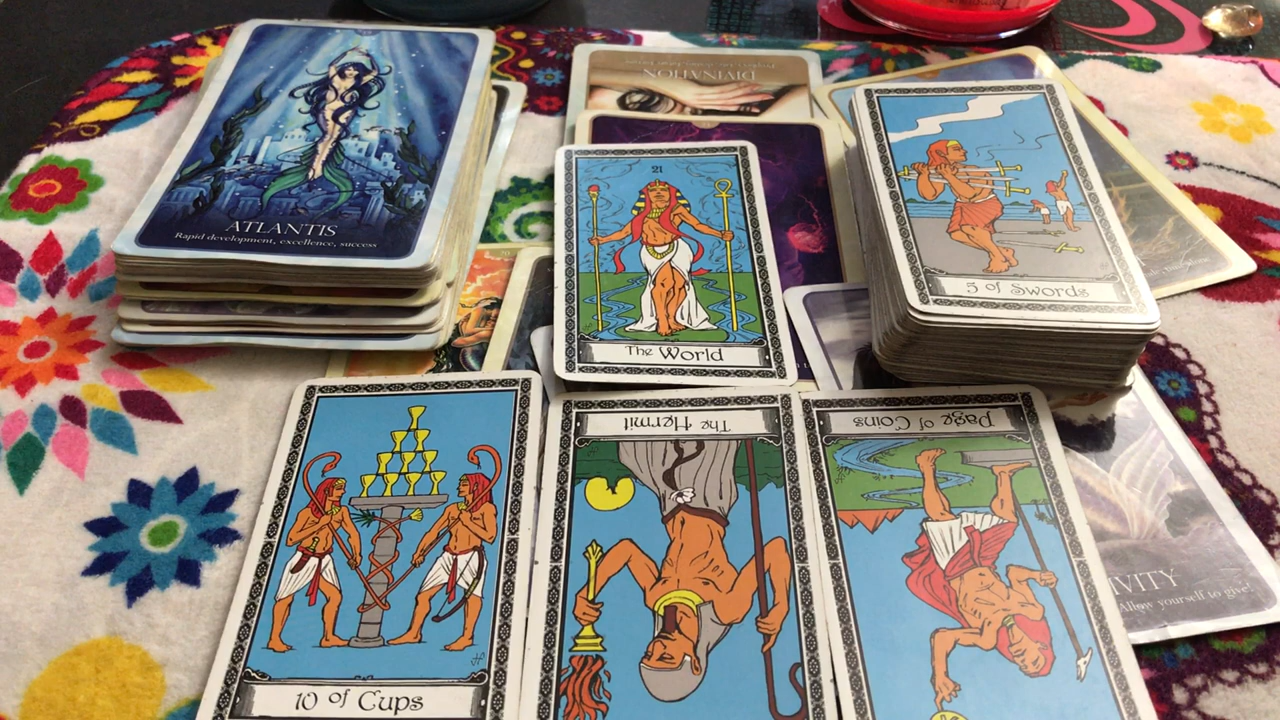 DIVINATION
ATLANTIS
Rapid development, excellence, success
21
The World
5 of Swords
10 of Cups
The Hermit
Page of Coins
VITY
Allow yourself to give!